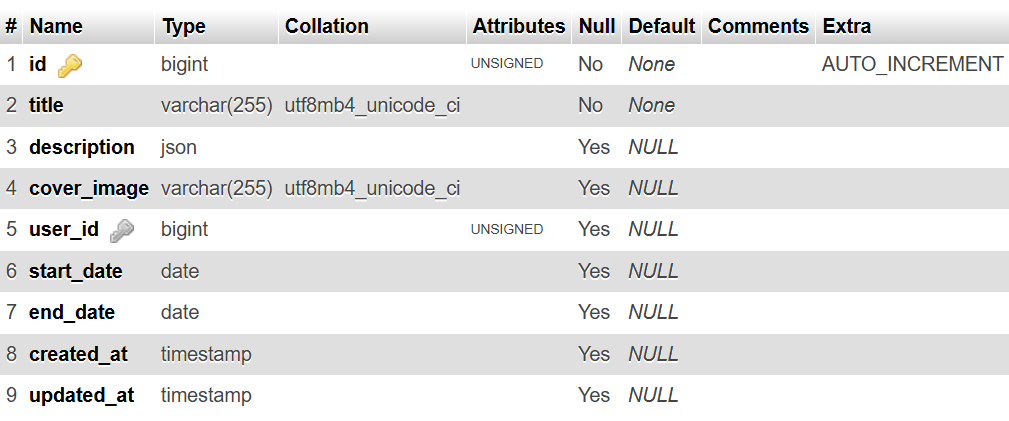 # Name Type Collation Attributes Null Default Comments Extra
1 id bigint UNSIGNED No None AUTO_INCREMENT
2 title varchar(255) utf8mb4_unicode_ci No None
3 description json Yes NULL
4 cover_image varchar(255) utf8mb4_unicode_ci Yes NULL
5 user_id bigint UNSIGNED Yes NULL
6 start_date date Yes NULL
7 end_date date Yes NULL
8 created_at timestamp Yes NULL
9 updated_at timestamp Yes NULL